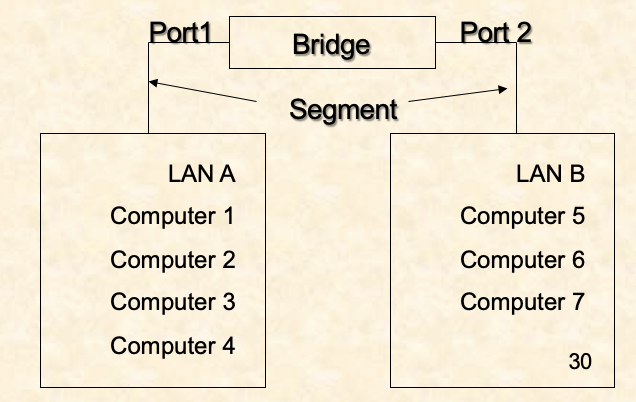 Port1
Bridge
Port 2
Segment
LAN A
Computer 1
Computer 2
Computer 3
Computer 4
LAN B
Computer 5
Computer 6
Computer 7
30